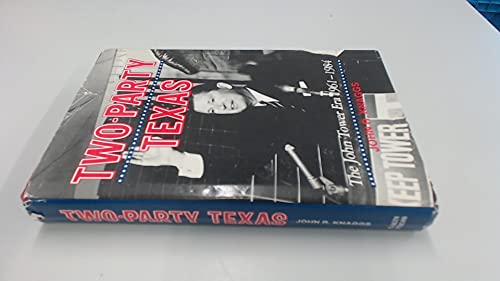 TWO-PARTY
TEXAS
The John Tower Era 1961-1984
JOHN R. KNAGGS
KEEP TOWER
TWO-PARTY TEXAS
JOHN R. KNAGGS